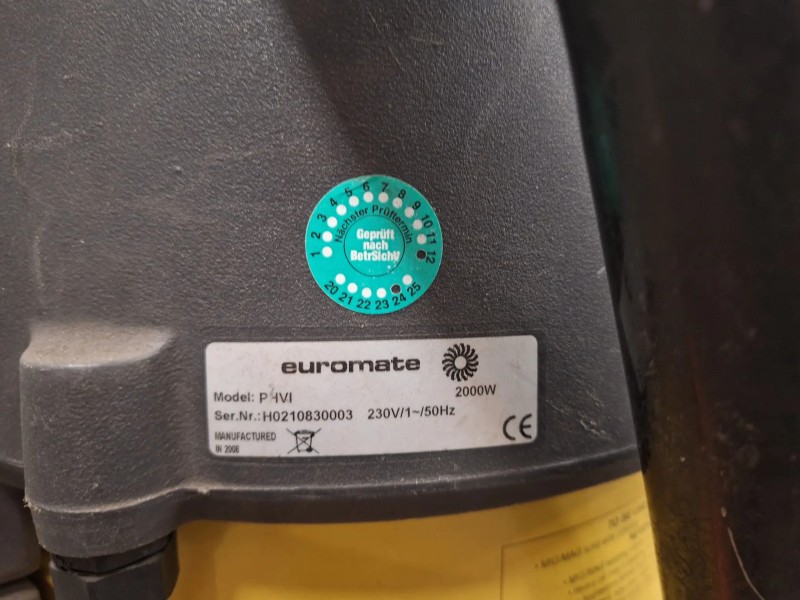 1 2 3 4 5 6 7 8 9 10 11 12
Nächster Prüftermin
Geprüft
nach
BetrSichV
20 21 22 23 24 25
euromate
2000W
Model:
Ser.Nr.: H0210830003 230V/1~/50Hz
MANUFACTURED
IN 2008
CE